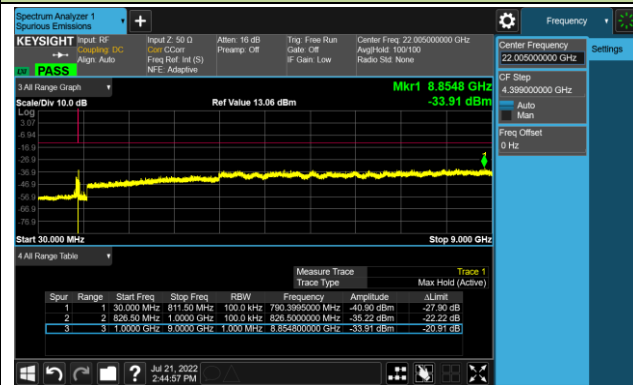 Spectrum Analyzer 1
Spurious Emissions
Frequency
KEYSIGHT Input: RF Input Z: 50 Ω Atten: 16 dB Trig: Free Run Center Freq: 22.005000000 GHz
Coupling: DC Corr CCorr Preamp: Off Gate: Off Avg|Hold: 100/100
Align: Auto Freq Ref: Int (S) IF Gain: Low Radio Std: None
NFE: Adaptive
PASS
Center Frequency
22.005000000 GHz
Settings
CF Step
4.399000000 GHz
Auto
Man
Freq Offset
0 Hz
3 All Range Graph
Mkr1 8.8548 GHz
Scale/Div 10.0 dB Ref Value 13.06 dBm -33.91 dBm
Log
3.07
-6.94
-16.9
-26.9
-36.9
-46.9
-56.9
-66.9
-76.9
1
Start 30.000 MHz Stop 9.000 GHz
4 All Range Table
Measure Trace Trace 1
Trace Type Max Hold (Active)
Spur Range Start Freq Stop Freq RBW Frequency Amplitude ΔLimit
1 1 30.000 MHz 811.50 MHz 100.0 kHz 790.3995000 MHz -40.90 dBm -27.90 dB
2 2 826.50 MHz 1.0000 GHz 100.0 kHz 826.5000000 MHz -35.22 dBm -22.22 dB
3 3 1.0000 GHz 9.0000 GHz 1.000 MHz 8.854800000 GHz -33.91 dBm -20.91 dB
Jul 21, 2022
2:44:57 PM